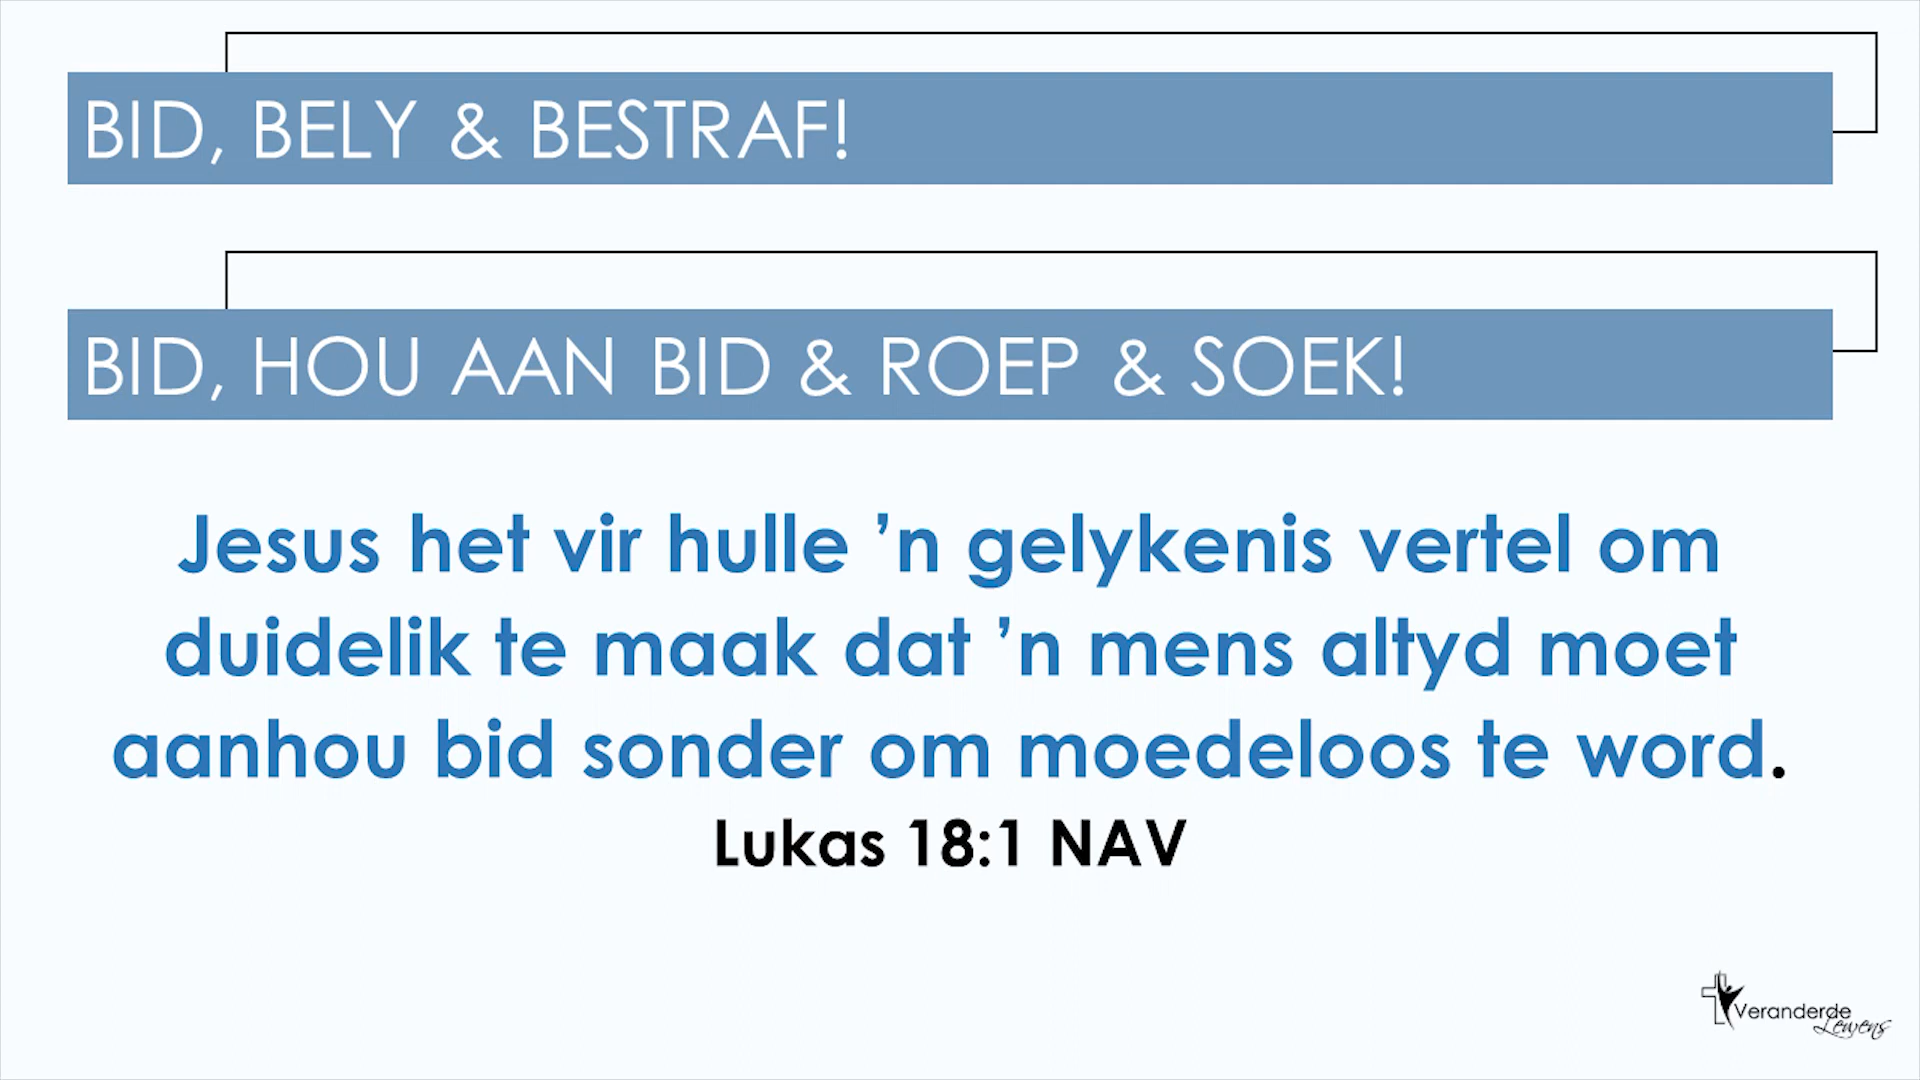 BID, BELY & BESTRAF!
BID, HOU AAN BID & ROEP & SOEK!
Jesus het vir hulle ’n gelykenis vertel om
duidelik te maak dat ’n mens altyd moet
aanhou bid sonder om moedeloos te word.
Lukas 18:1 NAV
Veranderde
Lewens